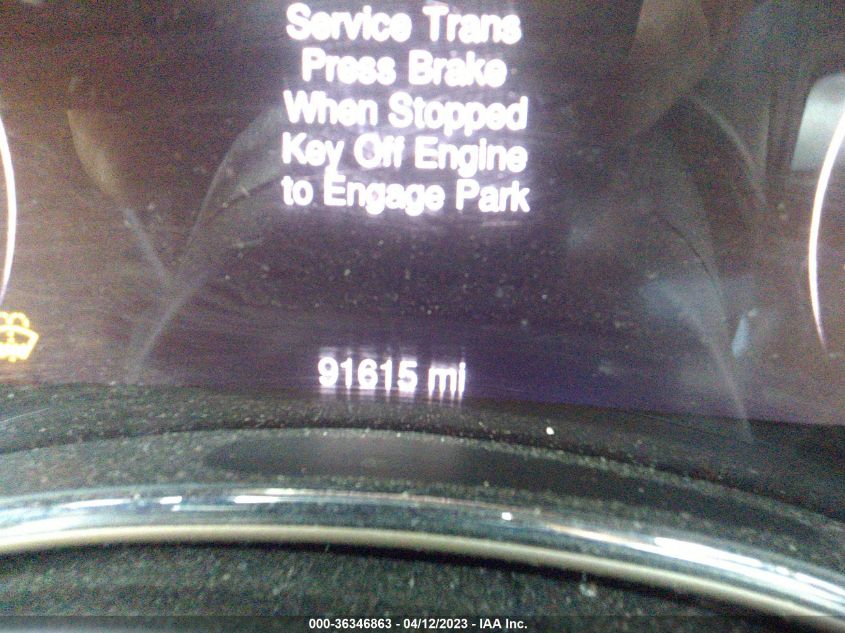 Service Trans
Press Brake
When Stopped
Key Off Engine
to Engage Park
91615 mi
000-36346863 - 04/12/2023 - IAA Inc.